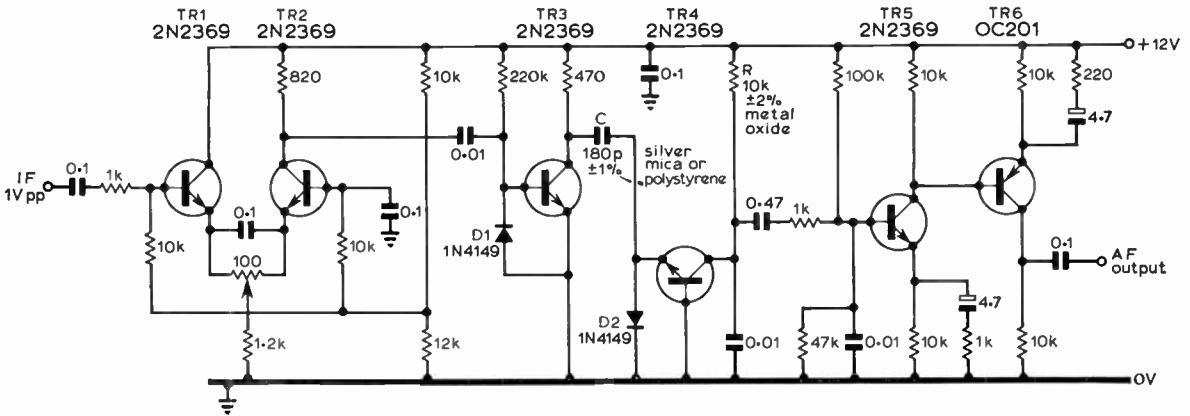 TR1
2N2369
TR2
2N2369
TR3
2N2369
TR4
2N2369
TR5
2N2369
TR6
OC201
+12V
820
10k
220k
470
0·1
R
10k
±2%
metal
oxide
100k
10k
10k
220
4·7
IF
1Vpp
0·1
1k
0·1
0·1
0·01
C
180p
±1%
silver
mica or
polystyrene
10k
100
10k
D1
1N4149
0·47
1k
0·1
AF
output
1·2k
12k
D2
1N4149
0·01
47k
0·01
10k
4·7
1k
10k
0V